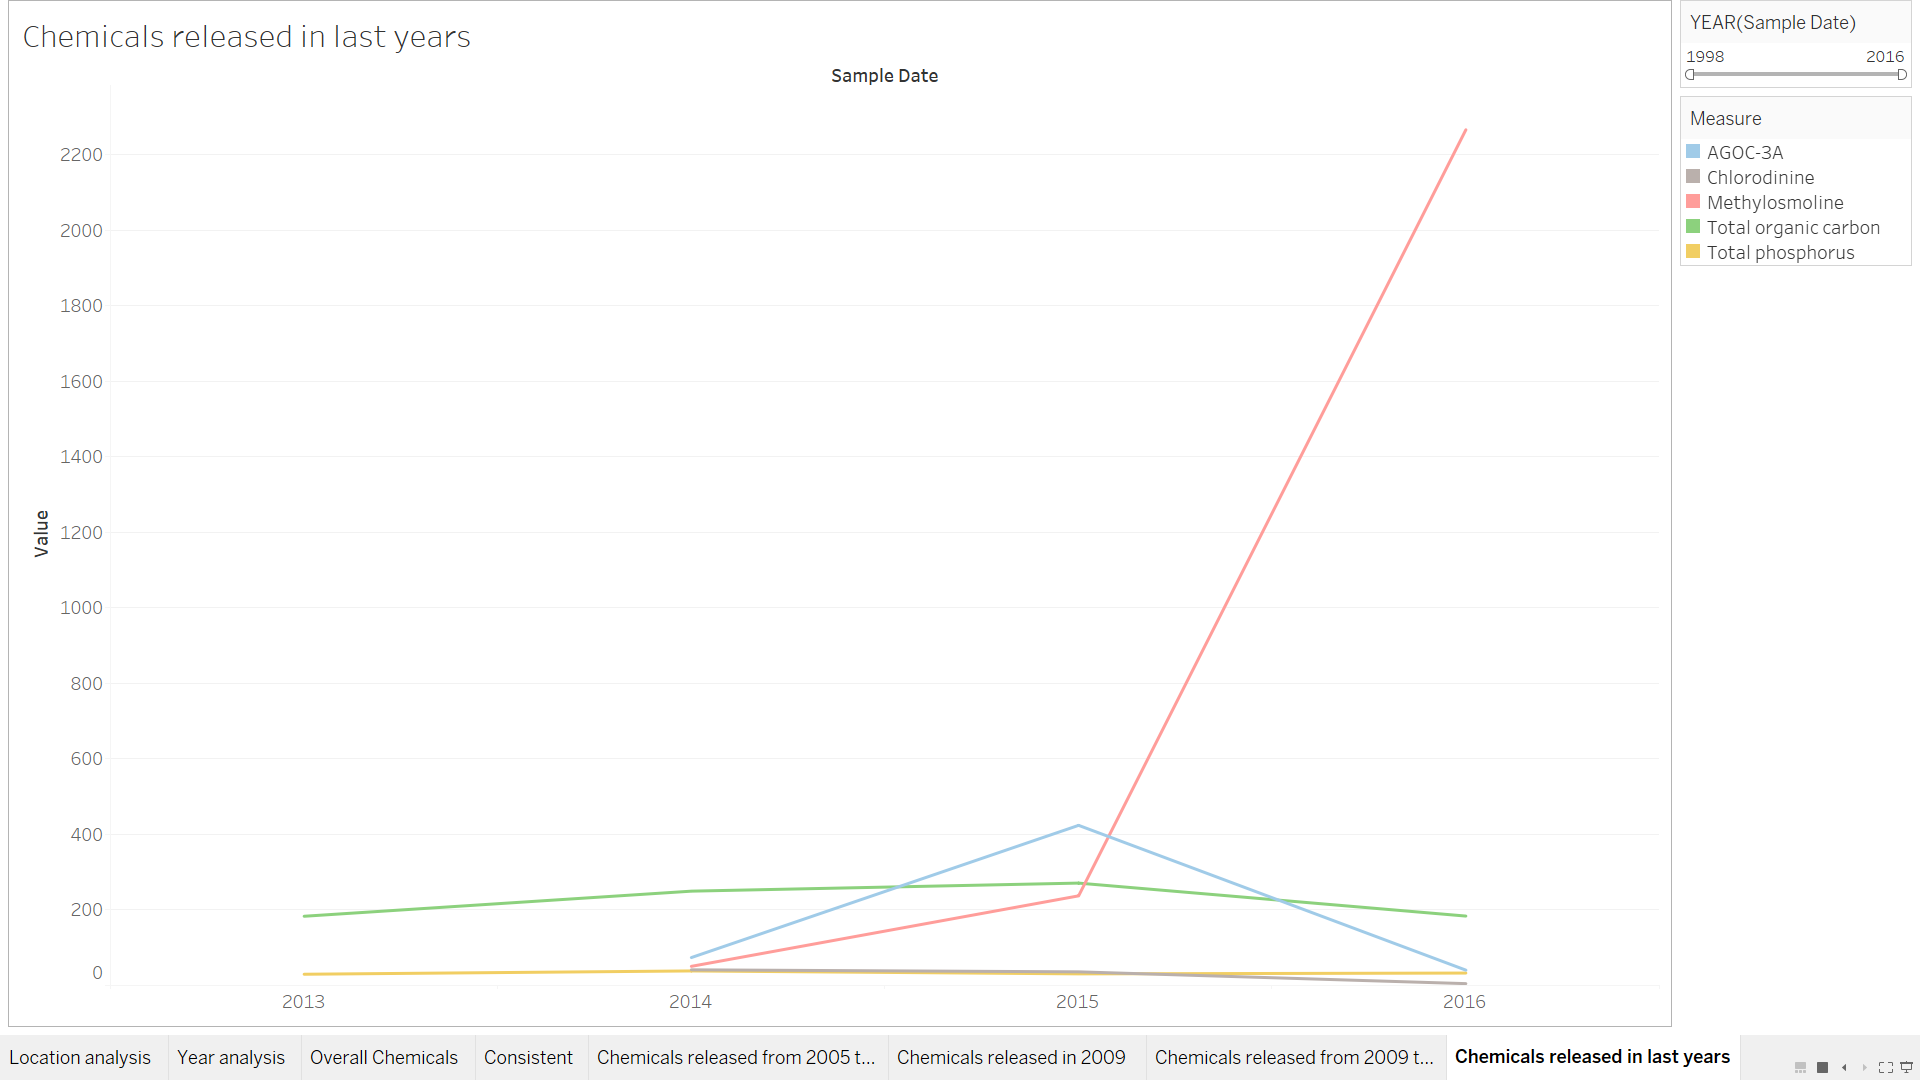 Chemicals released in last years
Sample Date
2200
2000
1800
1600
1400
1200
1000
800
600
400
200
0
Value
2013 2014 2015 2016
YEAR(Sample Date)
1998 2016
Measure
AGOC-3A
Chlorodinine
Methylosmoline
Total organic carbon
Total phosphorus
Location analysis Year analysis Overall Chemicals Consistent Chemicals released from 2005 t... Chemicals released in 2009 Chemicals released from 2009 t... Chemicals released in last years